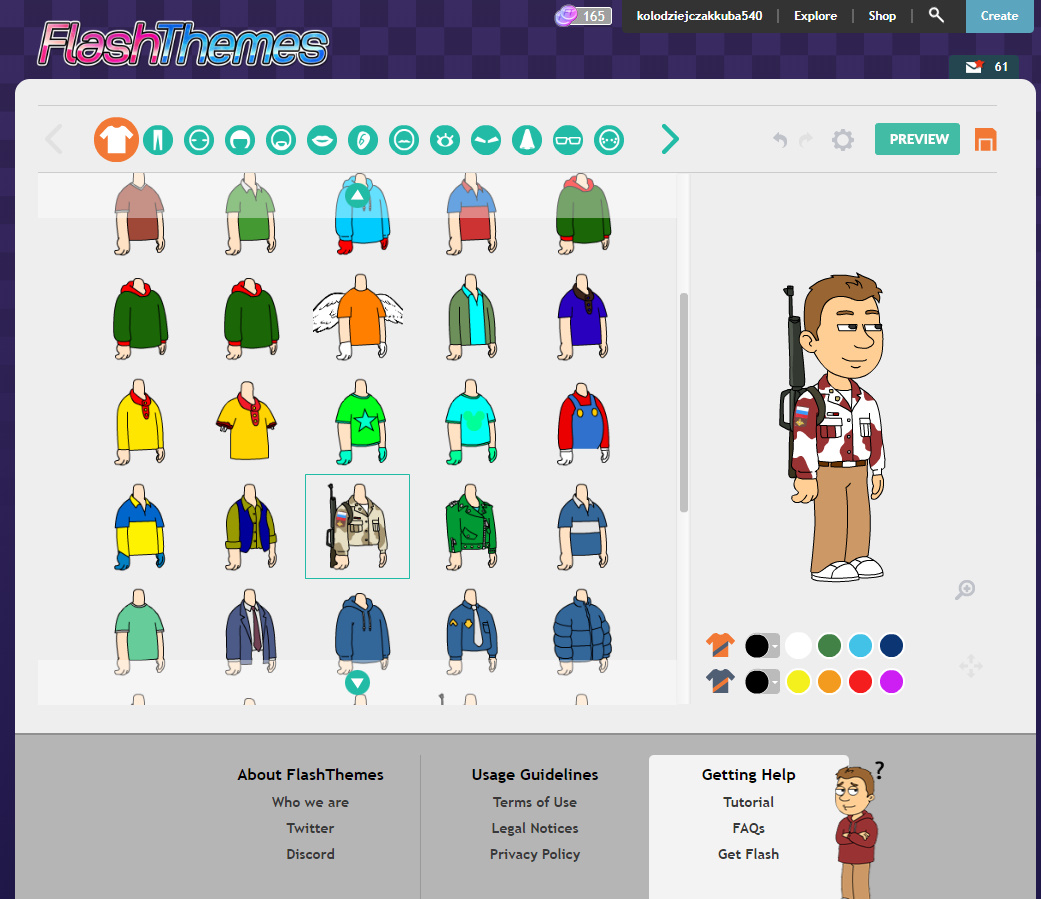 165
kolodziejczakkuba540
Explore
Shop
Create
FlashThemes
61
PREVIEW
About FlashThemes
Who we are
Twitter
Discord
Usage Guidelines
Terms of Use
Legal Notices
Privacy Policy
Getting Help
Tutorial
FAQs
Get Flash
?